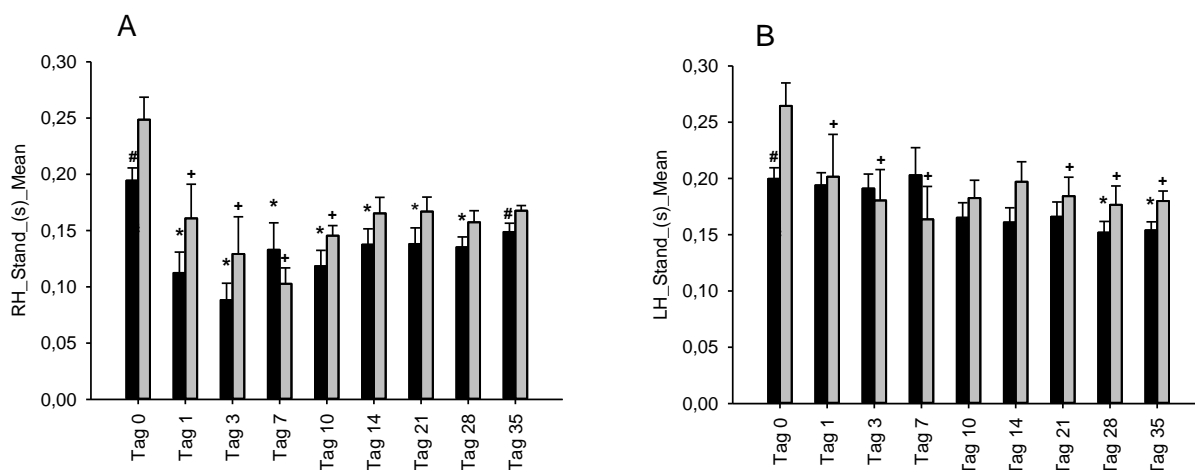 A
RH_Stand_(s)_Mean
0,30
0,25
0,20
0,15
0,10
0,05
0,00
#
*
+
*
+
*
+
*
+
*
*
*
#
Tag 0
Tag 1
Tag 3
Tag 7
Tag 10
Tag 14
Tag 21
Tag 28
Tag 35
B
LH_Stand_(s)_Mean
0,30
0,25
0,20
0,15
0,10
0,05
0,00
#
+
+
+
+
*
+
*
+
Tag 0
Tag 1
Tag 3
Tag 7
Tag 10
Tag 14
Tag 21
Tag 28
Tag 35